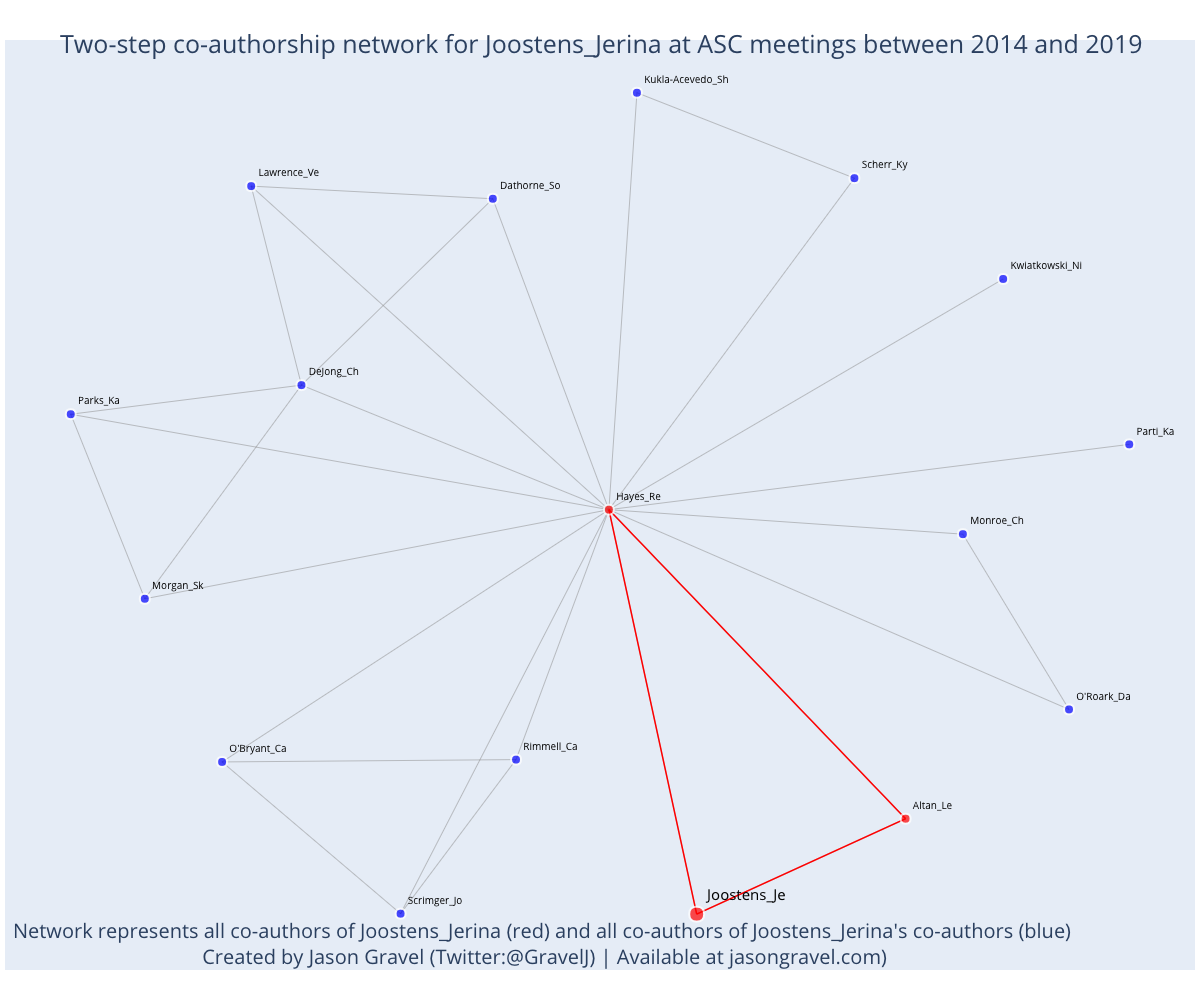 Two-step co-authorship network for Joostens_Jerina at ASC meetings between 2014 and 2019
Kukla-Acevedo_Sh
Scherr_Ky
Lawrence_Ve
Dathorne_So
Kwiatkowski_Ni
DeJong_Ch
Parks_Ka
Parti_Ka
Hayes_Re
Monroe_Ch
Morgan_Sk
O'Roark_Da
O'Bryant_Ca
Rimmell_Ca
Altan_Le
Joostens_Je
Scrimger_Jo
Network represents all co-authors of Joostens_Jerina (red) and all co-authors of Joostens_Jerina's co-authors (blue)
Created by Jason Gravel (Twitter:@GravelJ) | Available at jasongravel.com)